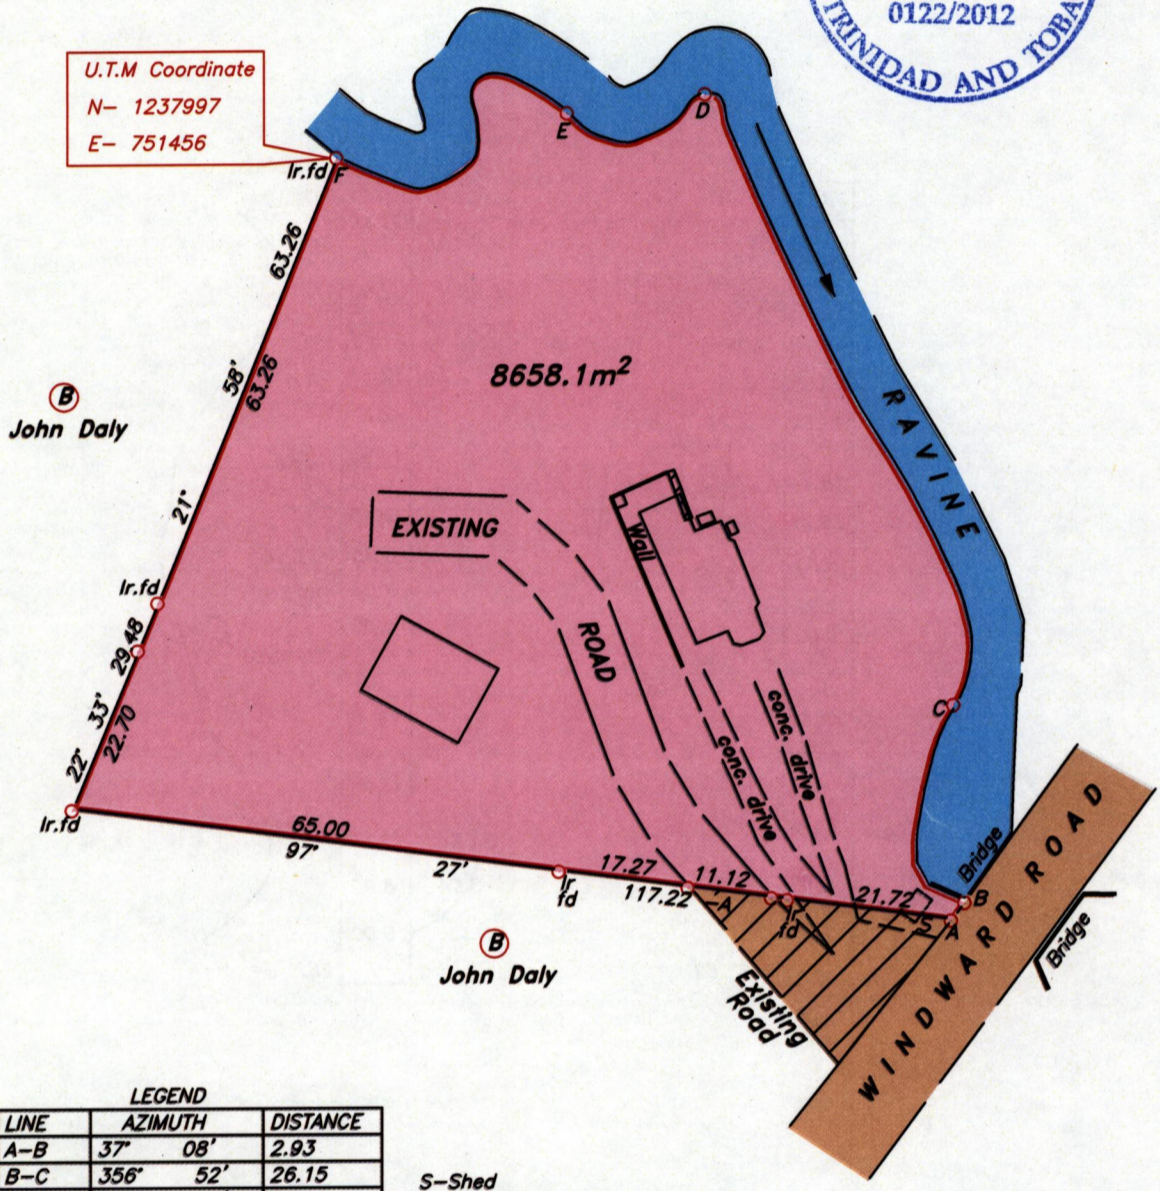 0122/2012
TRINIDAD AND TOBA
U.T.M Coordinate
N- 1237997
E- 751456
Ir.fd F
E
D
63.26
58'
63.26
8658.1m²
B
John Daly
RAVINE
21°
EXISTING
Wall
Ir.fd
ROAD
29.48
33'
22.70
22°
C
conc. drive
conc. drive
Ir.fd
65.00
97°
27'
17.27
11.12
21.72
Ir
fd
117.22
A
Ir
fd
S
A
B
Bridge
WINDWARD ROAD
Bridge
B
John Daly
Existing
Road
LEGEND
LINE AZIMUTH DISTANCE
A-B 37° 08' 2.93
B-C 356° 52' 26.15
S-Shed